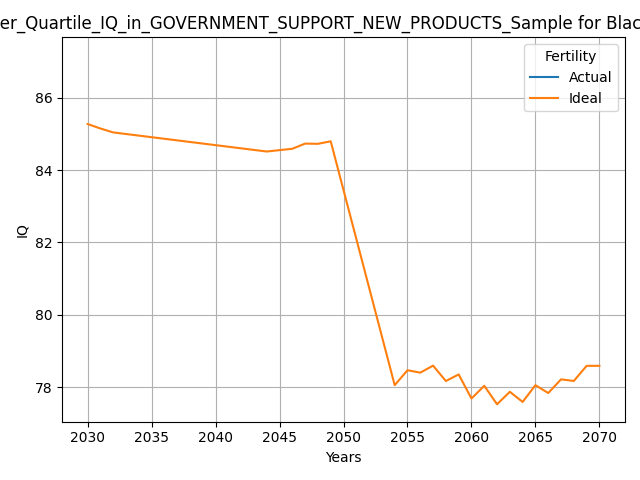 er_Quartile_IQ_in_GOVERNMENT_SUPPORT_NEW_PRODUCTS_Sample for Blac
Fertility
Actual
Ideal
IQ
86
84
82
80
78
2030 2035 2040 2045 2050 2055 2060 2065 2070
Years